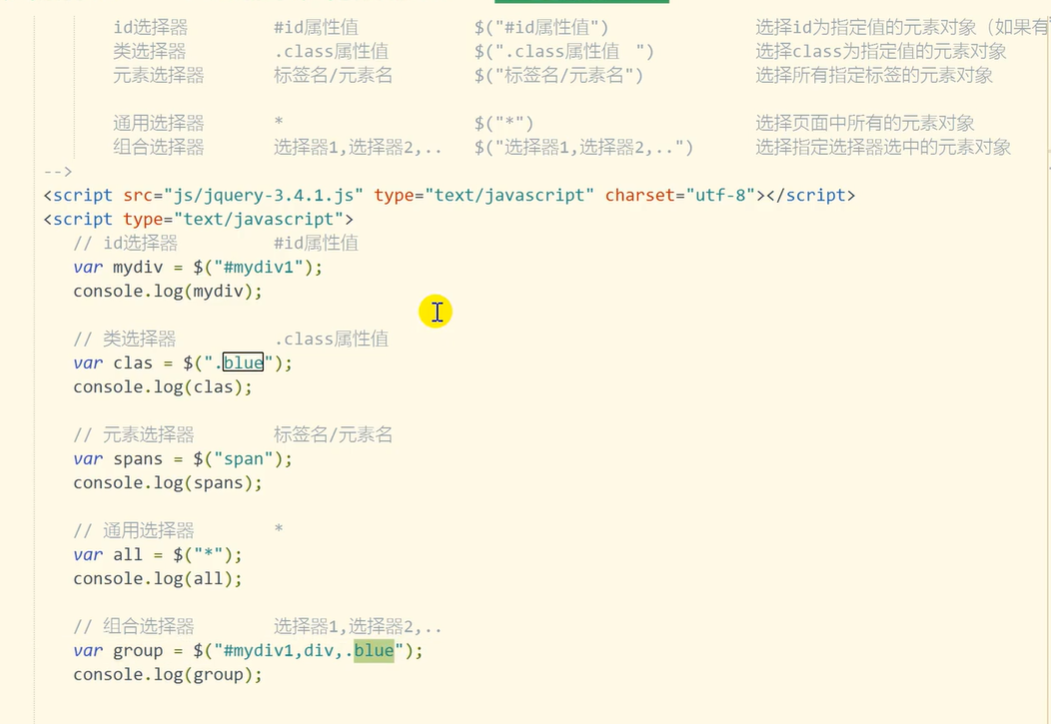 id选择器 #id属性值 $("#id属性值") 选择id为指定值的元素对象（如果有
类选择器 .class属性值 $(".class属性值 ") 选择class为指定值的元素对象
元素选择器 标签名/元素名 $("标签名/元素名") 选择所有指定标签的元素对象
通用选择器 * $("*") 选择页面中所有的元素对象
组合选择器 选择器1,选择器2,.. $("选择器1,选择器2,..") 选择指定选择器选中的元素对象
-->
<script src="js/jquery-3.4.1.js" type="text/javascript" charset="utf-8"></script>
<script type="text/javascript">
// id选择器 #id属性值
var mydiv = $("#mydiv1");
console.log(mydiv);
// 类选择器 .class属性值
var clas = $(".blue");
console.log(clas);
// 元素选择器 标签名/元素名
var spans = $("span");
console.log(spans);
// 通用选择器 *
var all = $("*");
console.log(all);
// 组合选择器 选择器1,选择器2,..
var group = $("#mydiv1,div,.blue");
console.log(group);